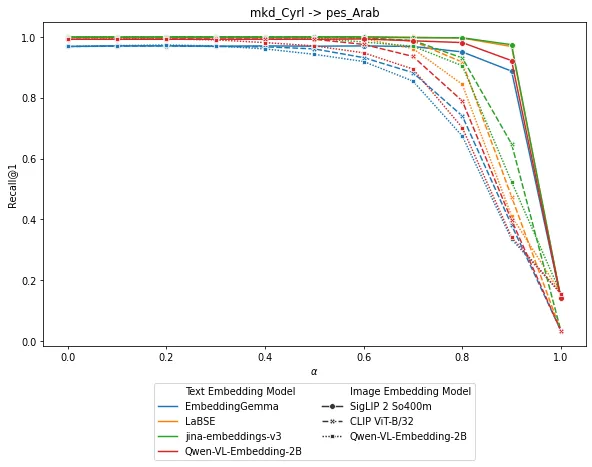 mkd_Cyrl -> pes_Arab
Recall@1
1.0
0.8
0.6
0.4
0.2
0.0
0.0 0.2 0.4 0.6 0.8 1.0
α
Text Embedding Model
EmbeddingGemma
LaBSE
jina-embeddings-v3
Qwen-VL-Embedding-2B
Image Embedding Model
SigLIP 2 So400m
CLIP ViT-B/32
Qwen-VL-Embedding-2B